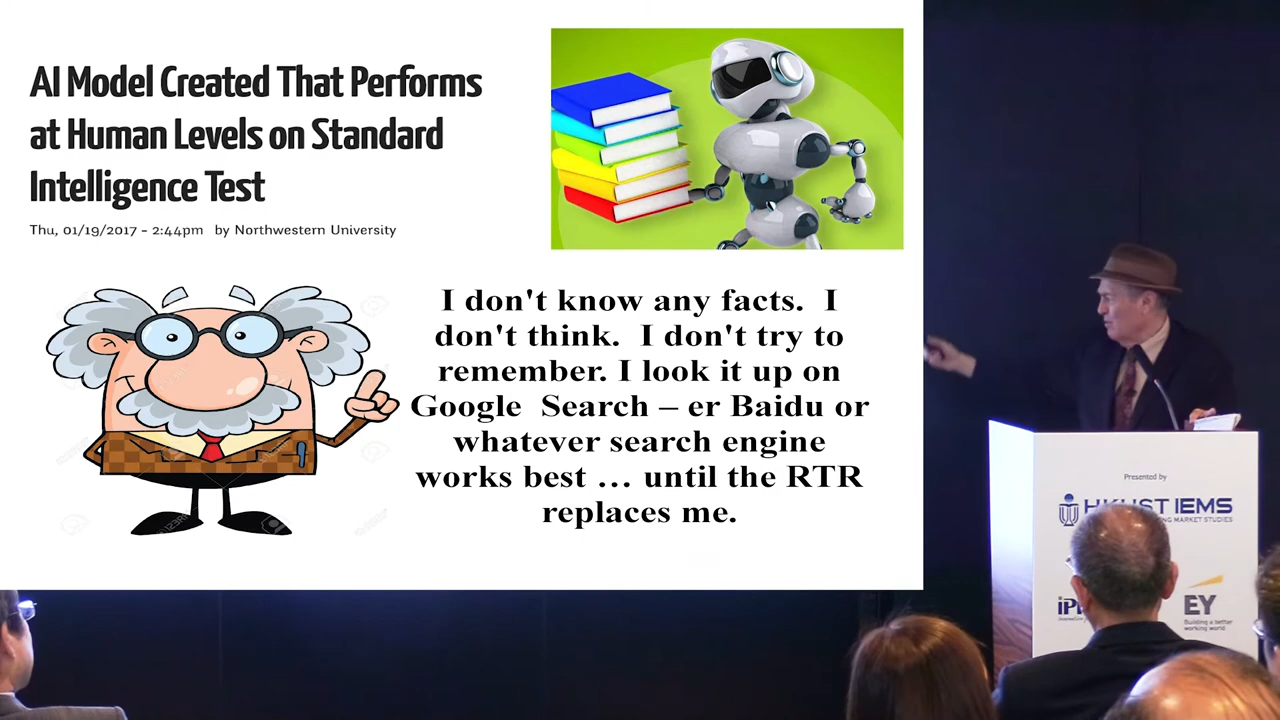 AI Model Created That Performs
at Human Levels on Standard
Intelligence Test
Thu, 01/19/2017 - 2:44pm by Northwestern University
I don't know any facts. I
don't think. I don't try to
remember. I look it up on
Google Search – er Baidu or
whatever search engine
works best … until the RTR
replaces me.
Presented by
HKUST IEMS
MARKET STUDIES
EY
Building a better
working world